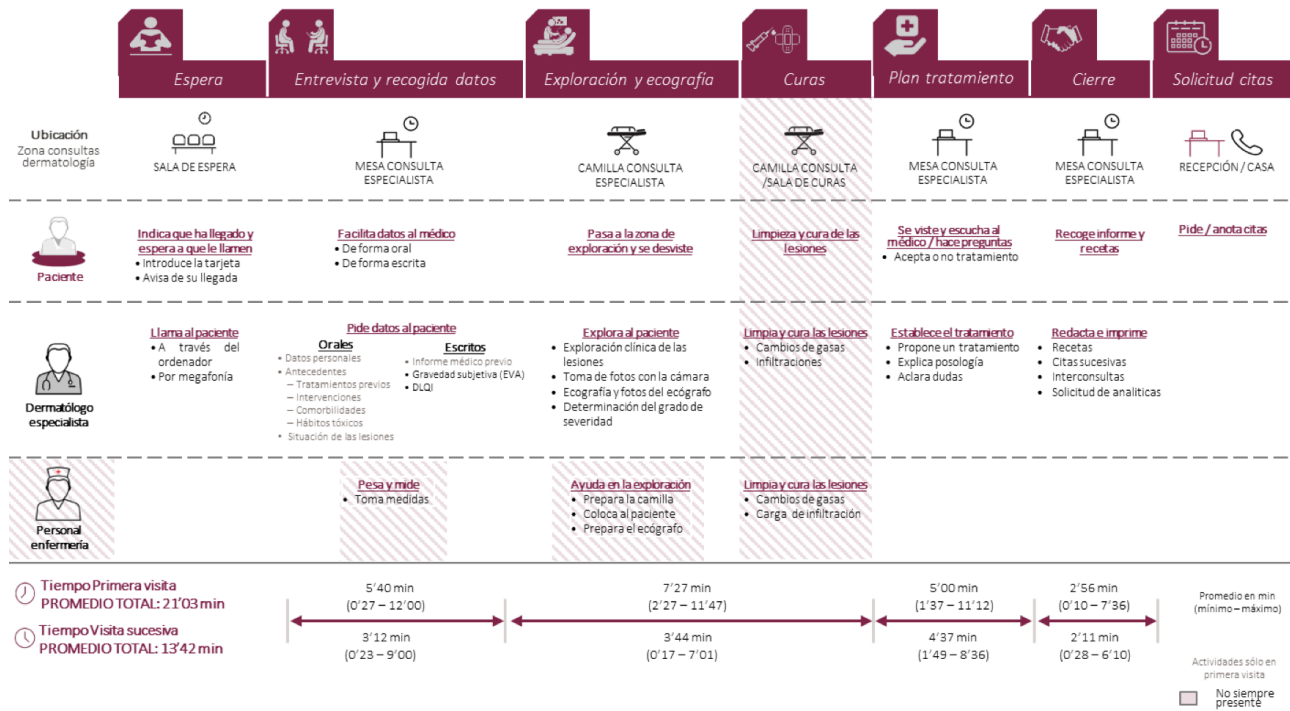 Espera
Entrevista y recogida datos
Exploración y ecografía
Curas
Plan tratamiento
Cierre
Solicitud citas
Ubicación
Zona consultas
dermatología
SALA DE ESPERA
MESA CONSULTA
ESPECIALISTA
CAMILLA CONSULTA
ESPECIALISTA
CAMILLA CONSULTA
/SALA DE CURAS
MESA CONSULTA
ESPECIALISTA
MESA CONSULTA
ESPECIALISTA
RECEPCIÓN / CASA
Paciente
Indica que ha llegado y
espera a que le llamen
• Introduce la tarjeta
• Avisa de su llegada
Facilita datos al médico
• De forma oral
• De forma escrita
Pasa a la zona de
exploración y se desviste
Limpieza y cura de las
lesiones
Se viste y escucha al
médico / hace preguntas
• Acepta o no tratamiento
Recoge informe y
recetas
Pide / anota citas
Dermatólogo
especialista
Llama al paciente
• A través del
ordenador
• Por megafonía
Pide datos al paciente
Orales
• Datos personales
• Antecedentes
– Tratamientos previos
– Intervenciones
– Comorbilidades
– Hábitos tóxicos
• Situación de las lesiones
Escritos
• Informe médico previo
• Gravedad subjetiva (EVA)
• DLQI
Explora al paciente
• Exploración clínica de las
lesiones
• Toma de fotos con la cámara
• Ecografía y fotos del ecógrafo
• Determinación del grado de
severidad
Limpia y cura las lesiones
• Cambios de gasas
• Infiltraciones
Establece el tratamiento
• Propone un tratamiento
• Explica posología
• Aclara dudas
Redacta e imprime
• Recetas
• Citas sucesivas
• Interconsultas
• Solicitud de analíticas
Personal
enfermería
Pesa y mide
• Toma medidas
Ayuda en la exploración
• Prepara la camilla
• Coloca al paciente
• Prepara el ecógrafo
Limpia y cura las lesiones
• Cambios de gasas
• Carga de infiltración
Tiempo Primera visita
PROMEDIO TOTAL: 21'03 min
5'40 min
(0'27 – 12'00)
7'27 min
(2'27 – 11'47)
5'00 min
(1'37 – 11'12)
2'56 min
(0'10 – 7'36)
Promedio en min
(mínimo – máximo)
Tiempo Visita sucesiva
PROMEDIO TOTAL: 13'42 min
3'12 min
(0'23 – 9'00)
3'44 min
(0'17 – 7'01)
4'37 min
(1'49 – 8'36)
2'11 min
(0'28 – 6'10)
Actividades sólo en
primera visita
No siempre
presente